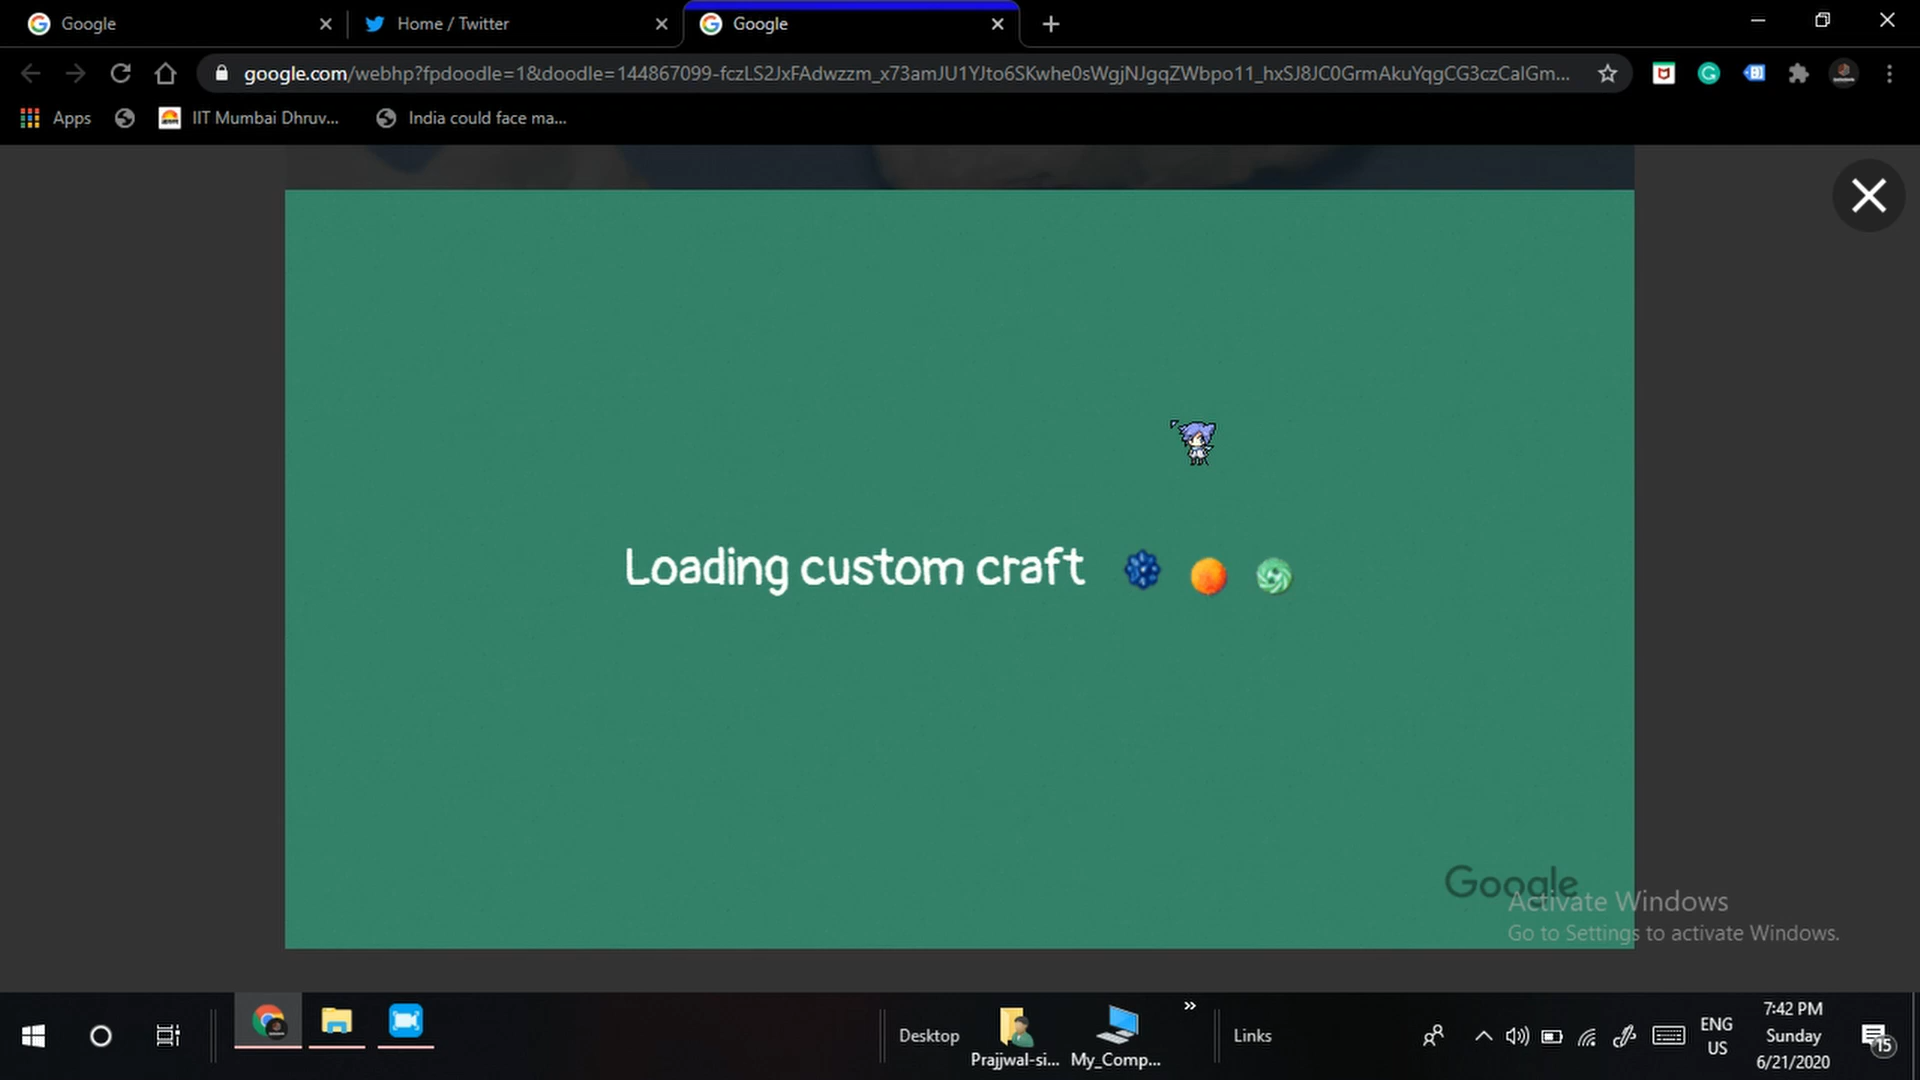 Google
Home / Twitter
Google
google.com/webhp?fpdoodle=1&doodle=144867099-fczLS2JxFAdwzzm_x73amJU1YJto6SKwhe0sWgjNJgqZWbpo11_hxSJ8JC0GrmAkuYqgCG3czCalGm...
Apps
IIT Mumbai Dhruv...
India could face ma...
Loading custom craft
Google
Activate Windows
Go to Settings to activate Windows.
Desktop
Prajjwal-si...
My_Comp...
Links
ENG
US
7:42 PM
Sunday
6/21/2020
15